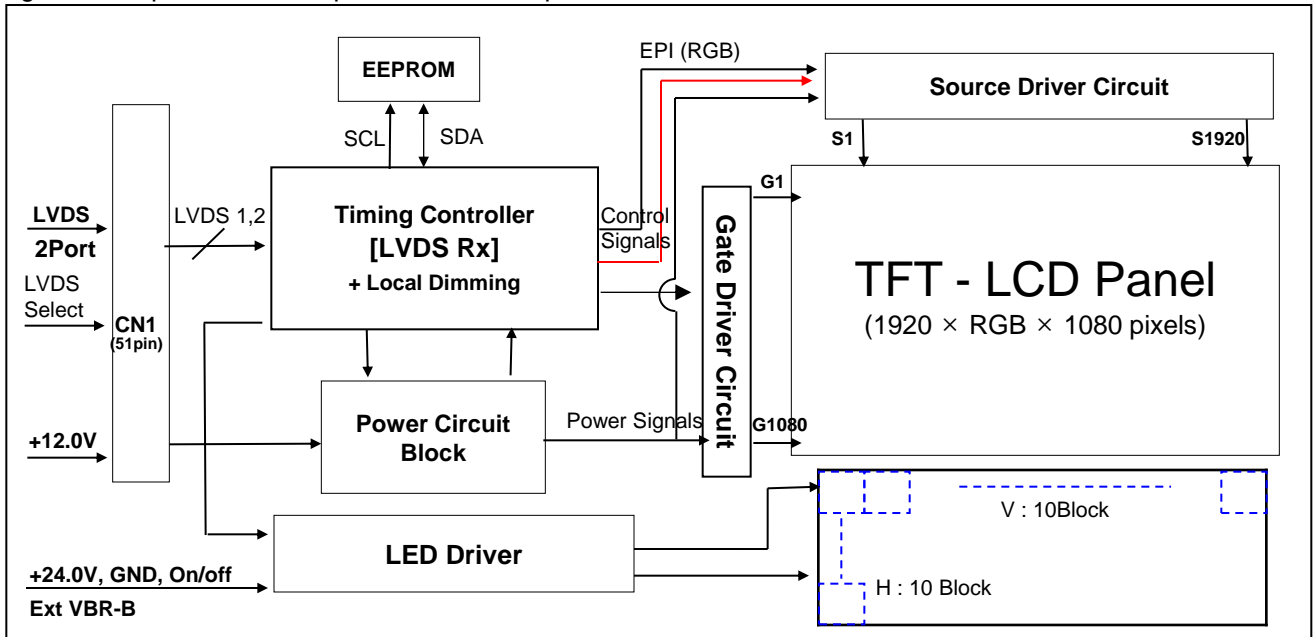 EEPROM
EPI (RGB)
Source Driver Circuit
SCL
SDA
S1
S1920
CN1
(51pin)
LVDS
2Port
LVDS
Select
+12.0V
LVDS 1,2
Timing Controller
[LVDS Rx]
+ Local Dimming
Control
Signals
G1
Gate Driver Circuit
G1080
TFT - LCD Panel
(1920 × RGB × 1080 pixels)
Power Circuit
Block
Power Signals
V : 10Block
H : 10 Block
LED Driver
+24.0V, GND, On/off
Ext VBR-B